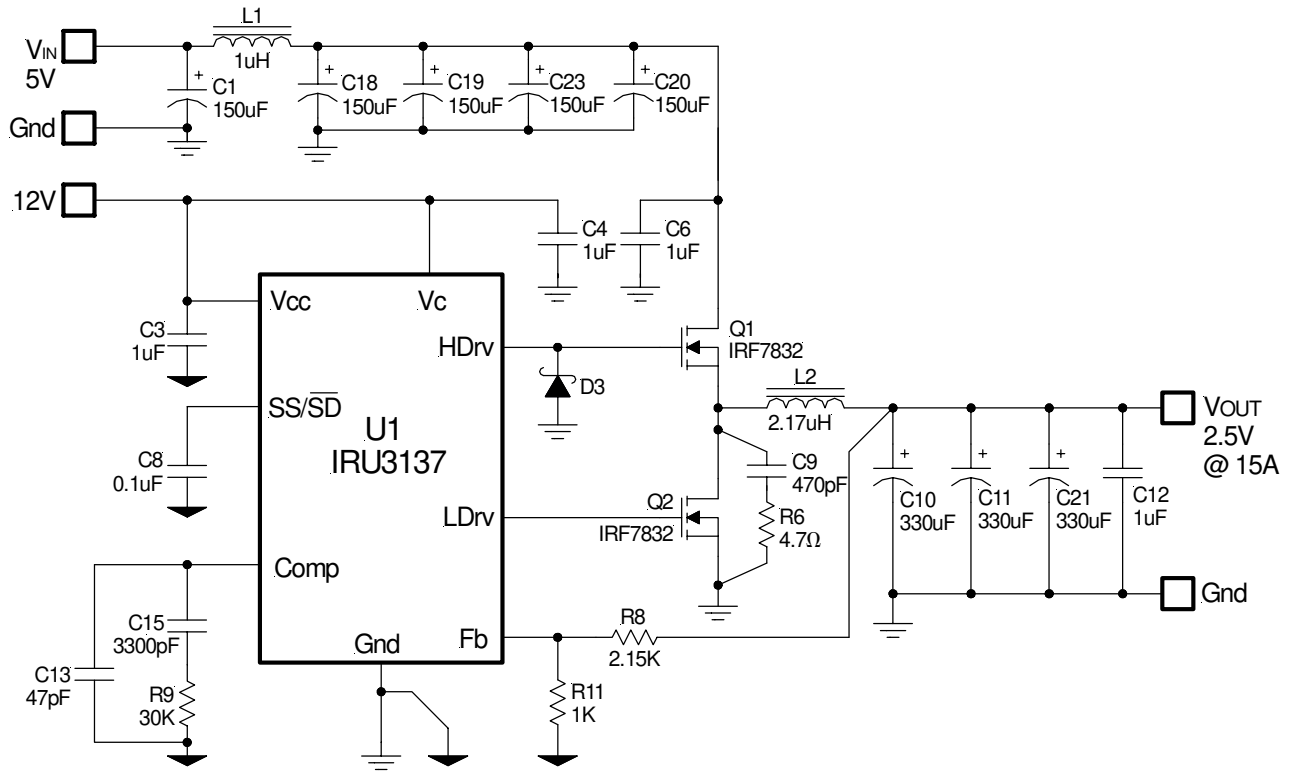 L1
VIN
5V
1uH
C1
150uF
C18
150uF
C19
150uF
C23
150uF
C20
150uF
Gnd
12V
C4
1uF
C6
1uF
Vcc
Vc
C3
1uF
HDrv
Q1
IRF7832
D3
L2
2.17uH
VOUT
2.5V
@ 15A
SS/SD
U1
IRU3137
C8
0.1uF
C9
470pF
R6
4.7Ω
C10
330uF
C11
330uF
C21
330uF
C12
1uF
LDrv
Q2
IRF7832
Comp
Gnd
C15
3300pF
C13
47pF
R9
30K
Gnd
Fb
R8
2.15K
R11
1K